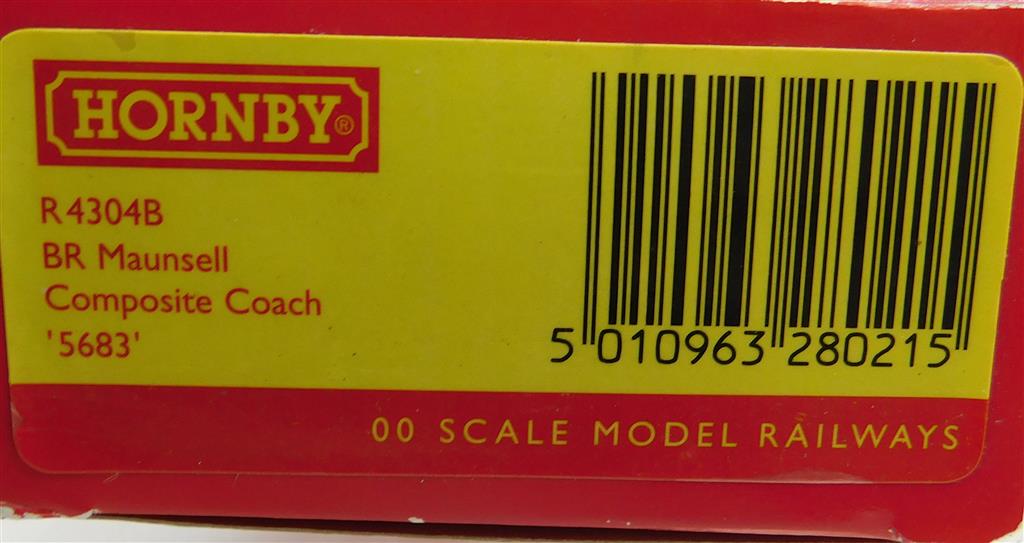 HORNBY®
R4304B
BR Maunsell
Composite Coach
'5683'
5 010963 280215
00 SCALE MODEL RAILWAYS